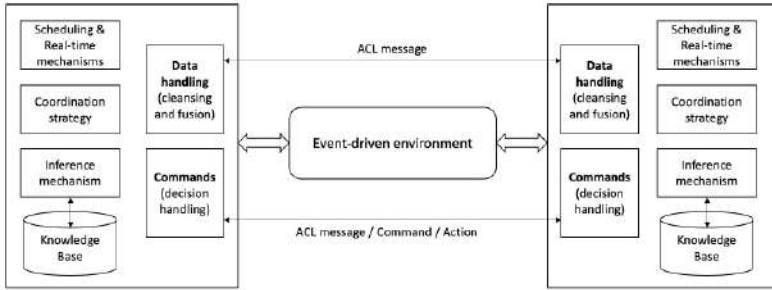 Scheduling &
Real-time
mechanisms
Coordination
strategy
Inference
mechanism
Knowledge
Base
Data
handling
(cleansing
and fusion)
Commands
(decision
handling)
ACL message
Event-driven environment
ACL message / Command / Action
Data
handling
(cleansing
and fusion)
Commands
(decision
handling)
Scheduling &
Real-time
mechanisms
Coordination
strategy
Inference
mechanism
Knowledge
Base